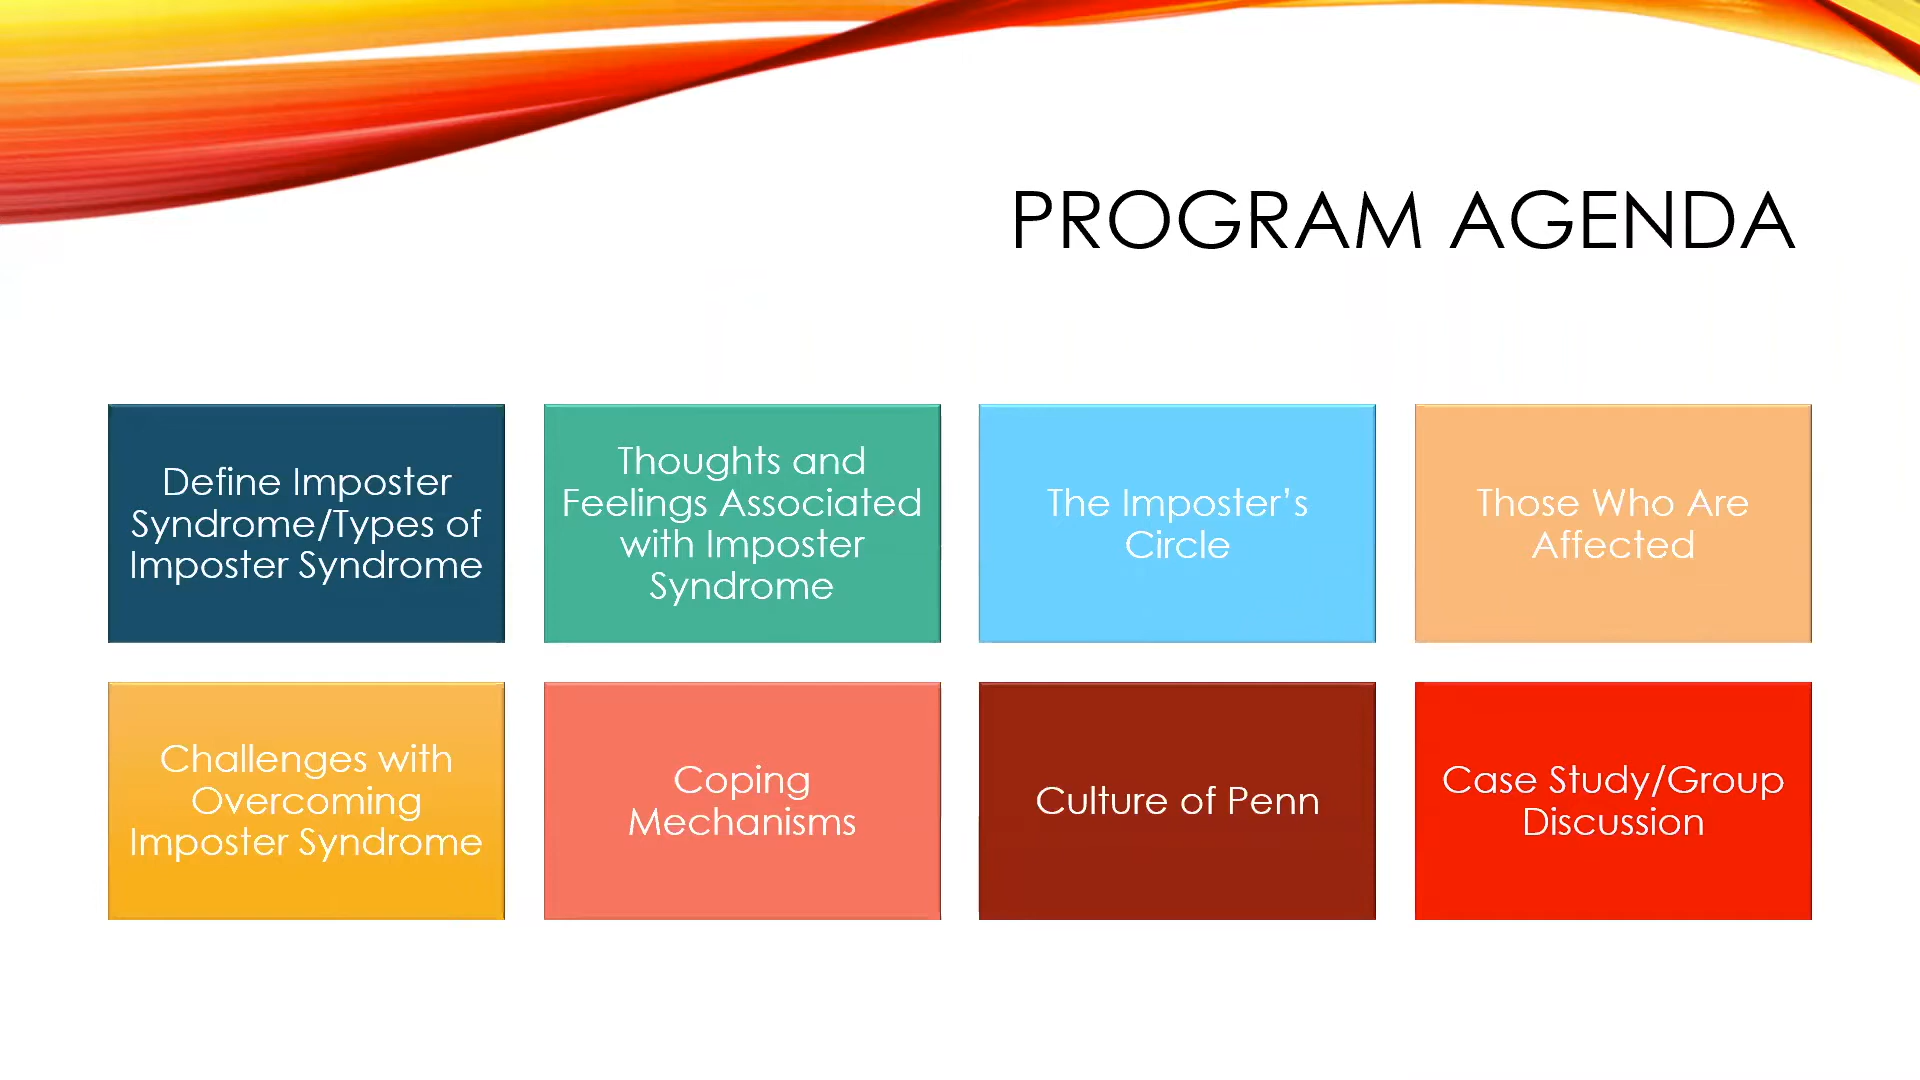 PROGRAM AGENDA
Define Imposter
Syndrome/Types of
Imposter Syndrome
Thoughts and
Feelings Associated
with Imposter
Syndrome
The Imposter’s
Circle
Those Who Are
Affected
Challenges with
Overcoming
Imposter Syndrome
Coping
Mechanisms
Culture of Penn
Case Study/Group
Discussion